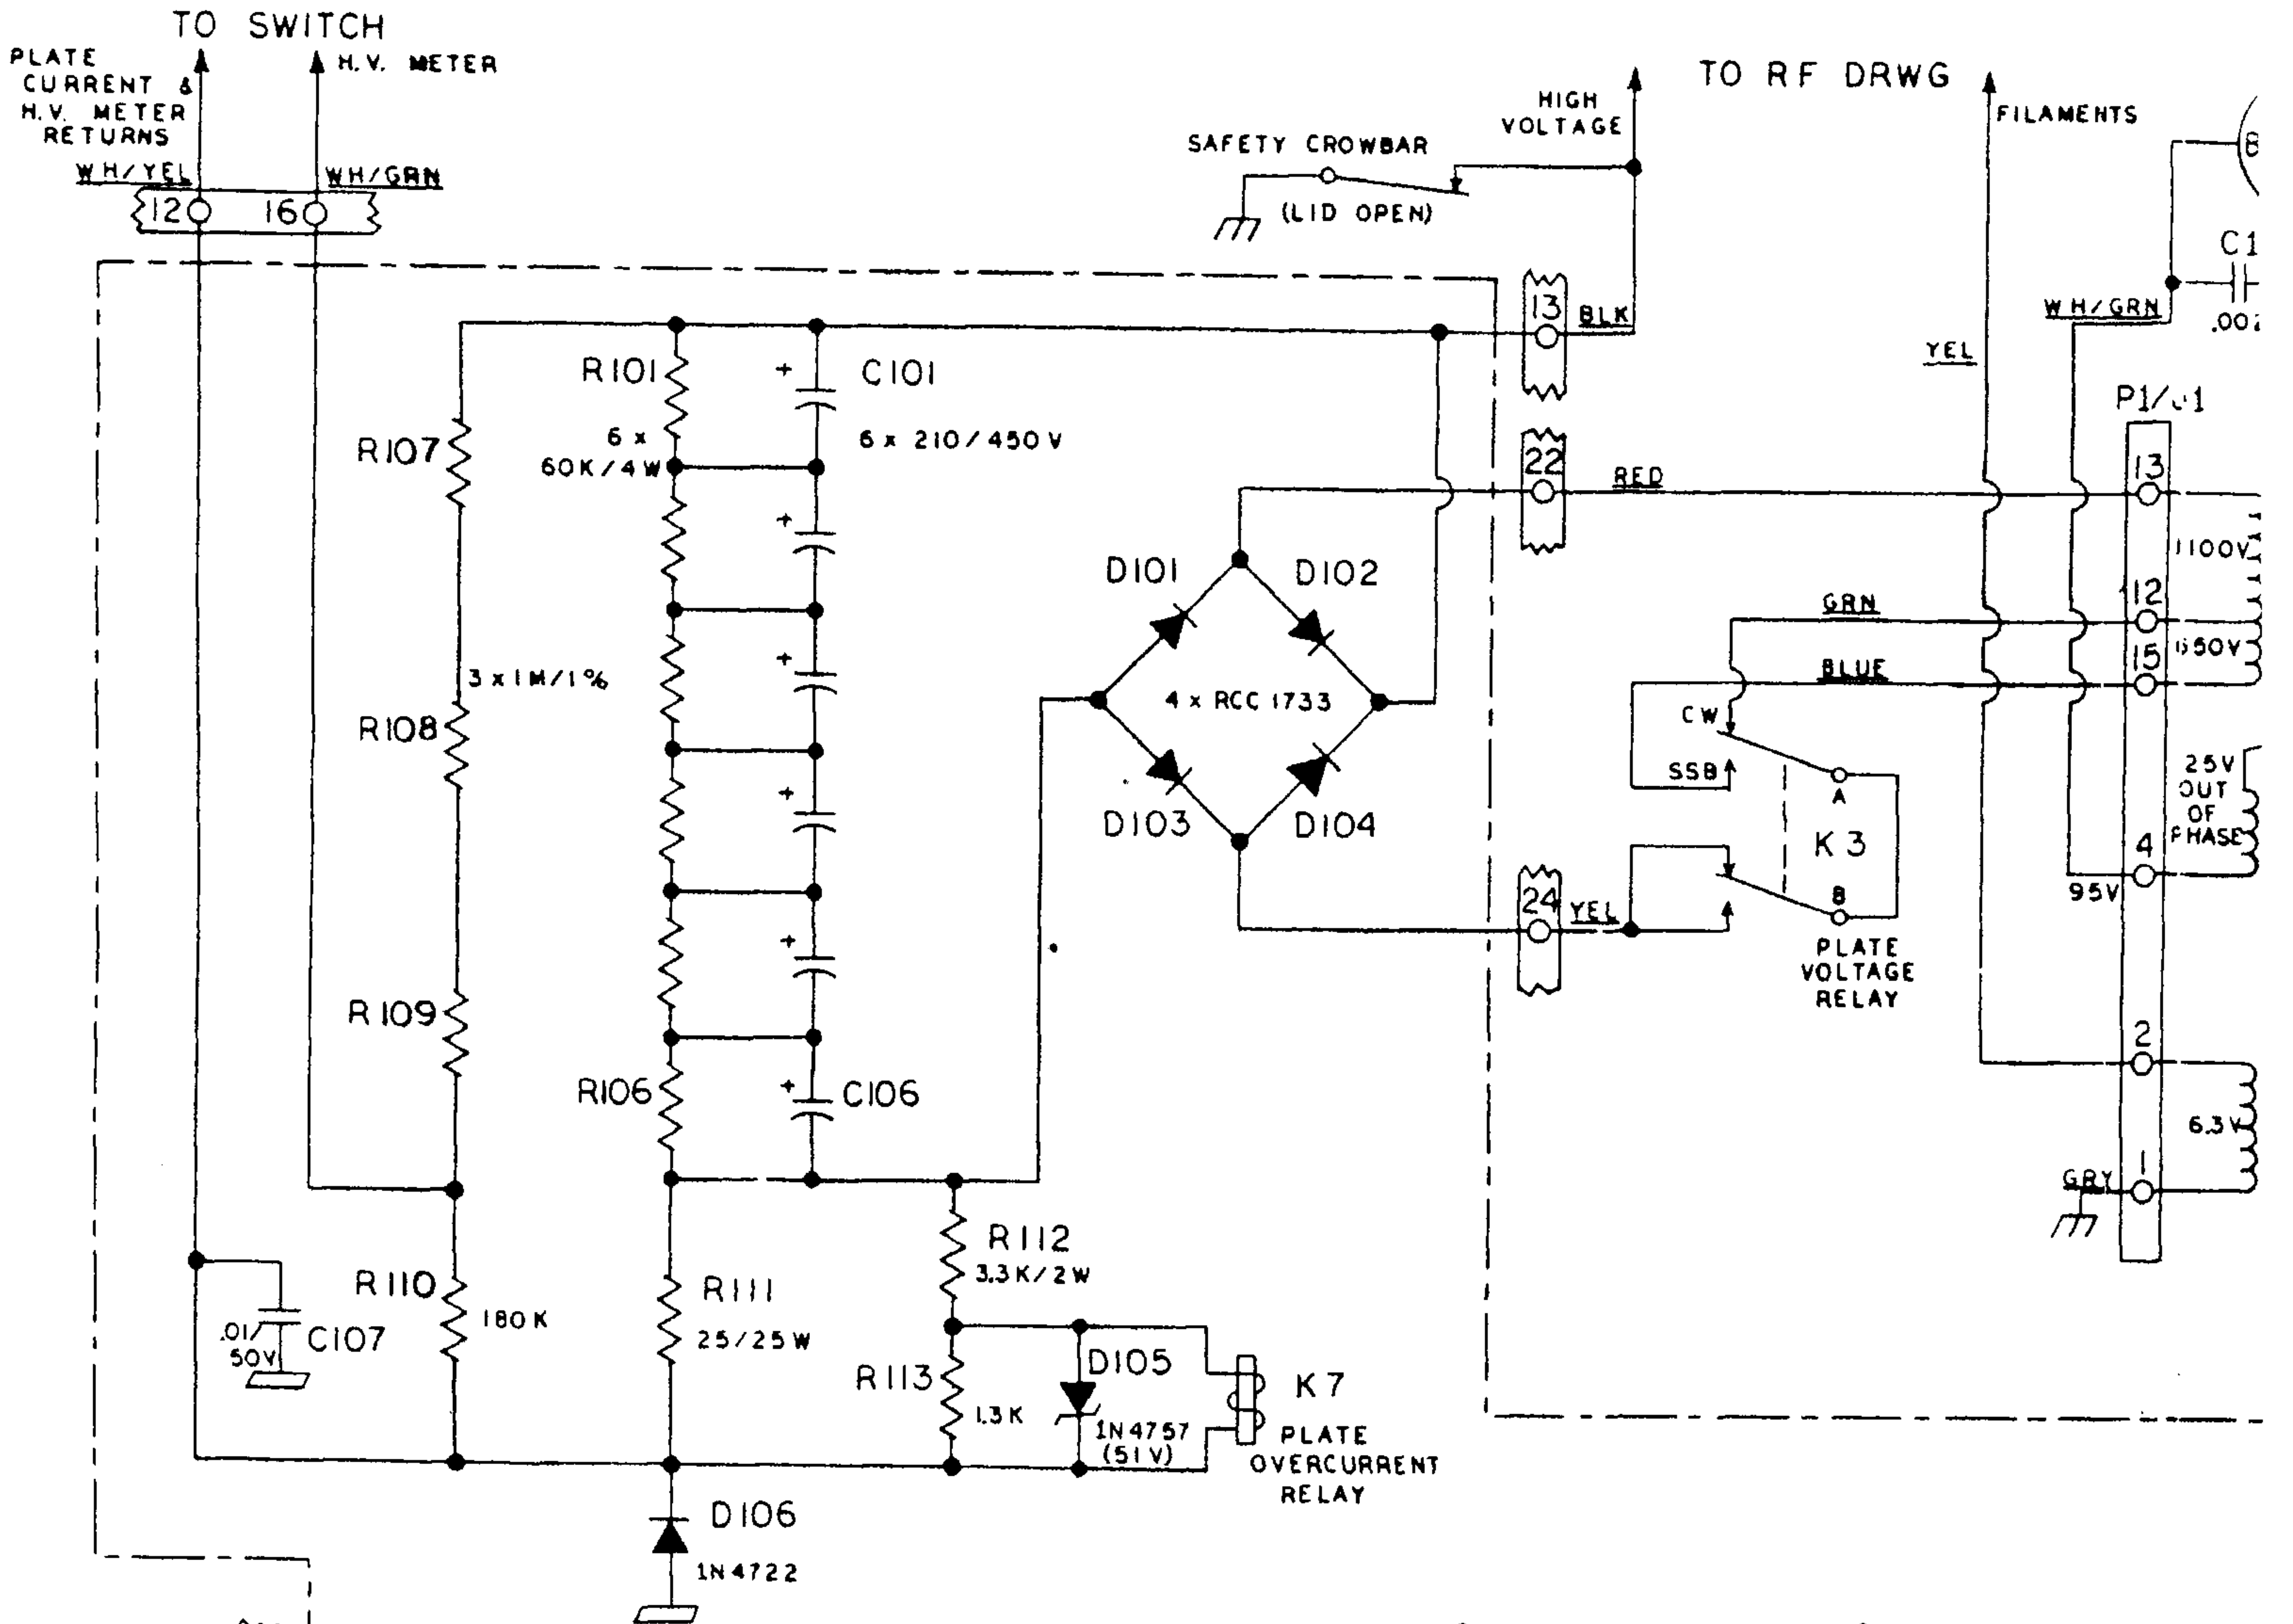 TO SWITCH
PLATE
CURRENT &
H.V. METER
RETURNS
H.V. METER
WH/YEL
WH/GRN
12
16
TO RF DRWG
HIGH
VOLTAGE
FILAMENTS
SAFETY CROWBAR
(LID OPEN)
13
BLK
WH/GRN
YEL
R101
6 x
60K/4W
+
C101
6 x 210/450V
R107
+
+
+
+
+
3 x 1M/1%
R108
R109
R106
C106
22
RED
D101
D102
4 x RCC 1733
D103
D104
GRN
BLUE
CW
SSB
A
K3
B
PLATE
VOLTAGE
RELAY
24
YEL
13
1100V
12
15
25V
OUT
OF
PHASE
4
95V
2
6.3V
1
GRY
R110
180K
.01/
50V
C107
R111
25/25W
R112
3.3K/2W
R113
1.3K
D105
1N4757
(51V)
K7
PLATE
OVERCURRENT
RELAY
D106
1N4722